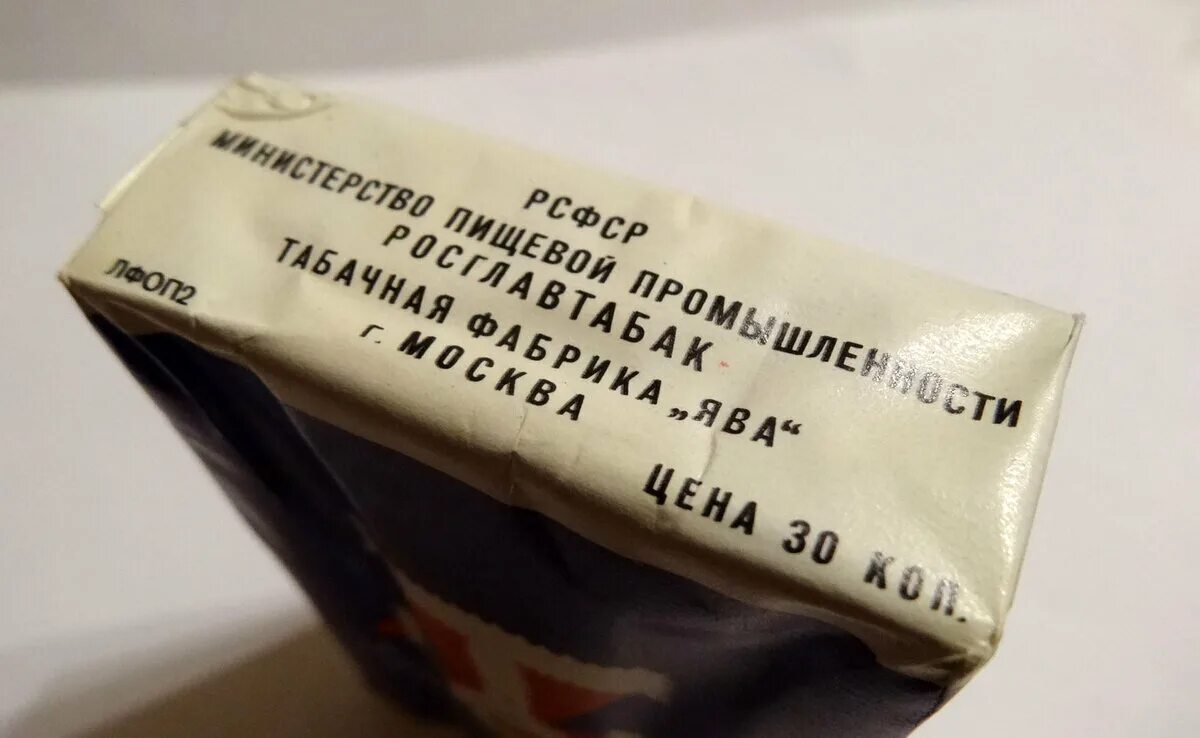 РСФСР
МИНИСТЕРСТВО ПИЩЕВОЙ ПРОМЫШЛЕННОСТИ
РОСГЛАВТАБАК
ТАБАЧНАЯ ФАБРИКА „ЯВА“
г. МОСКВА
ЛФОП2
ЦЕНА 30 КОП.